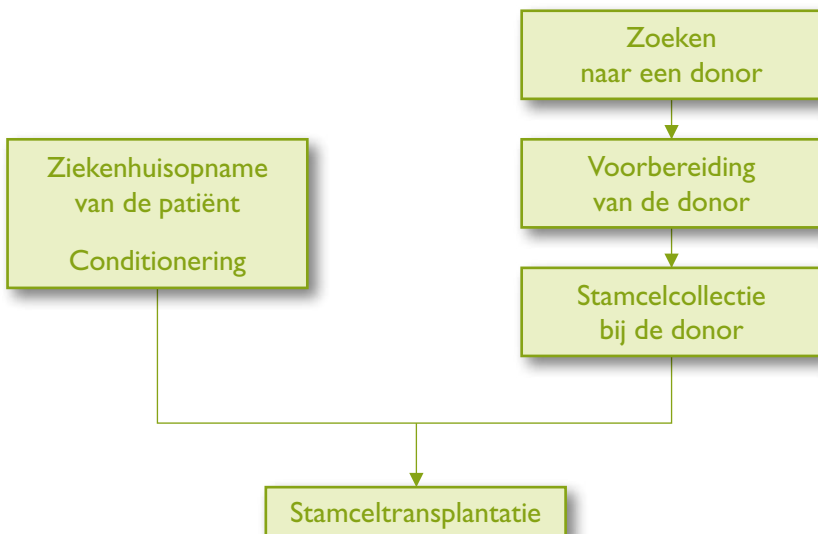 Zoeken
naar een donor
Ziekenhuisopname
van de patiënt
Conditionering
Voorbereiding
van de donor
Stamcelcollectie
bij de donor
Stamceltransplantatie